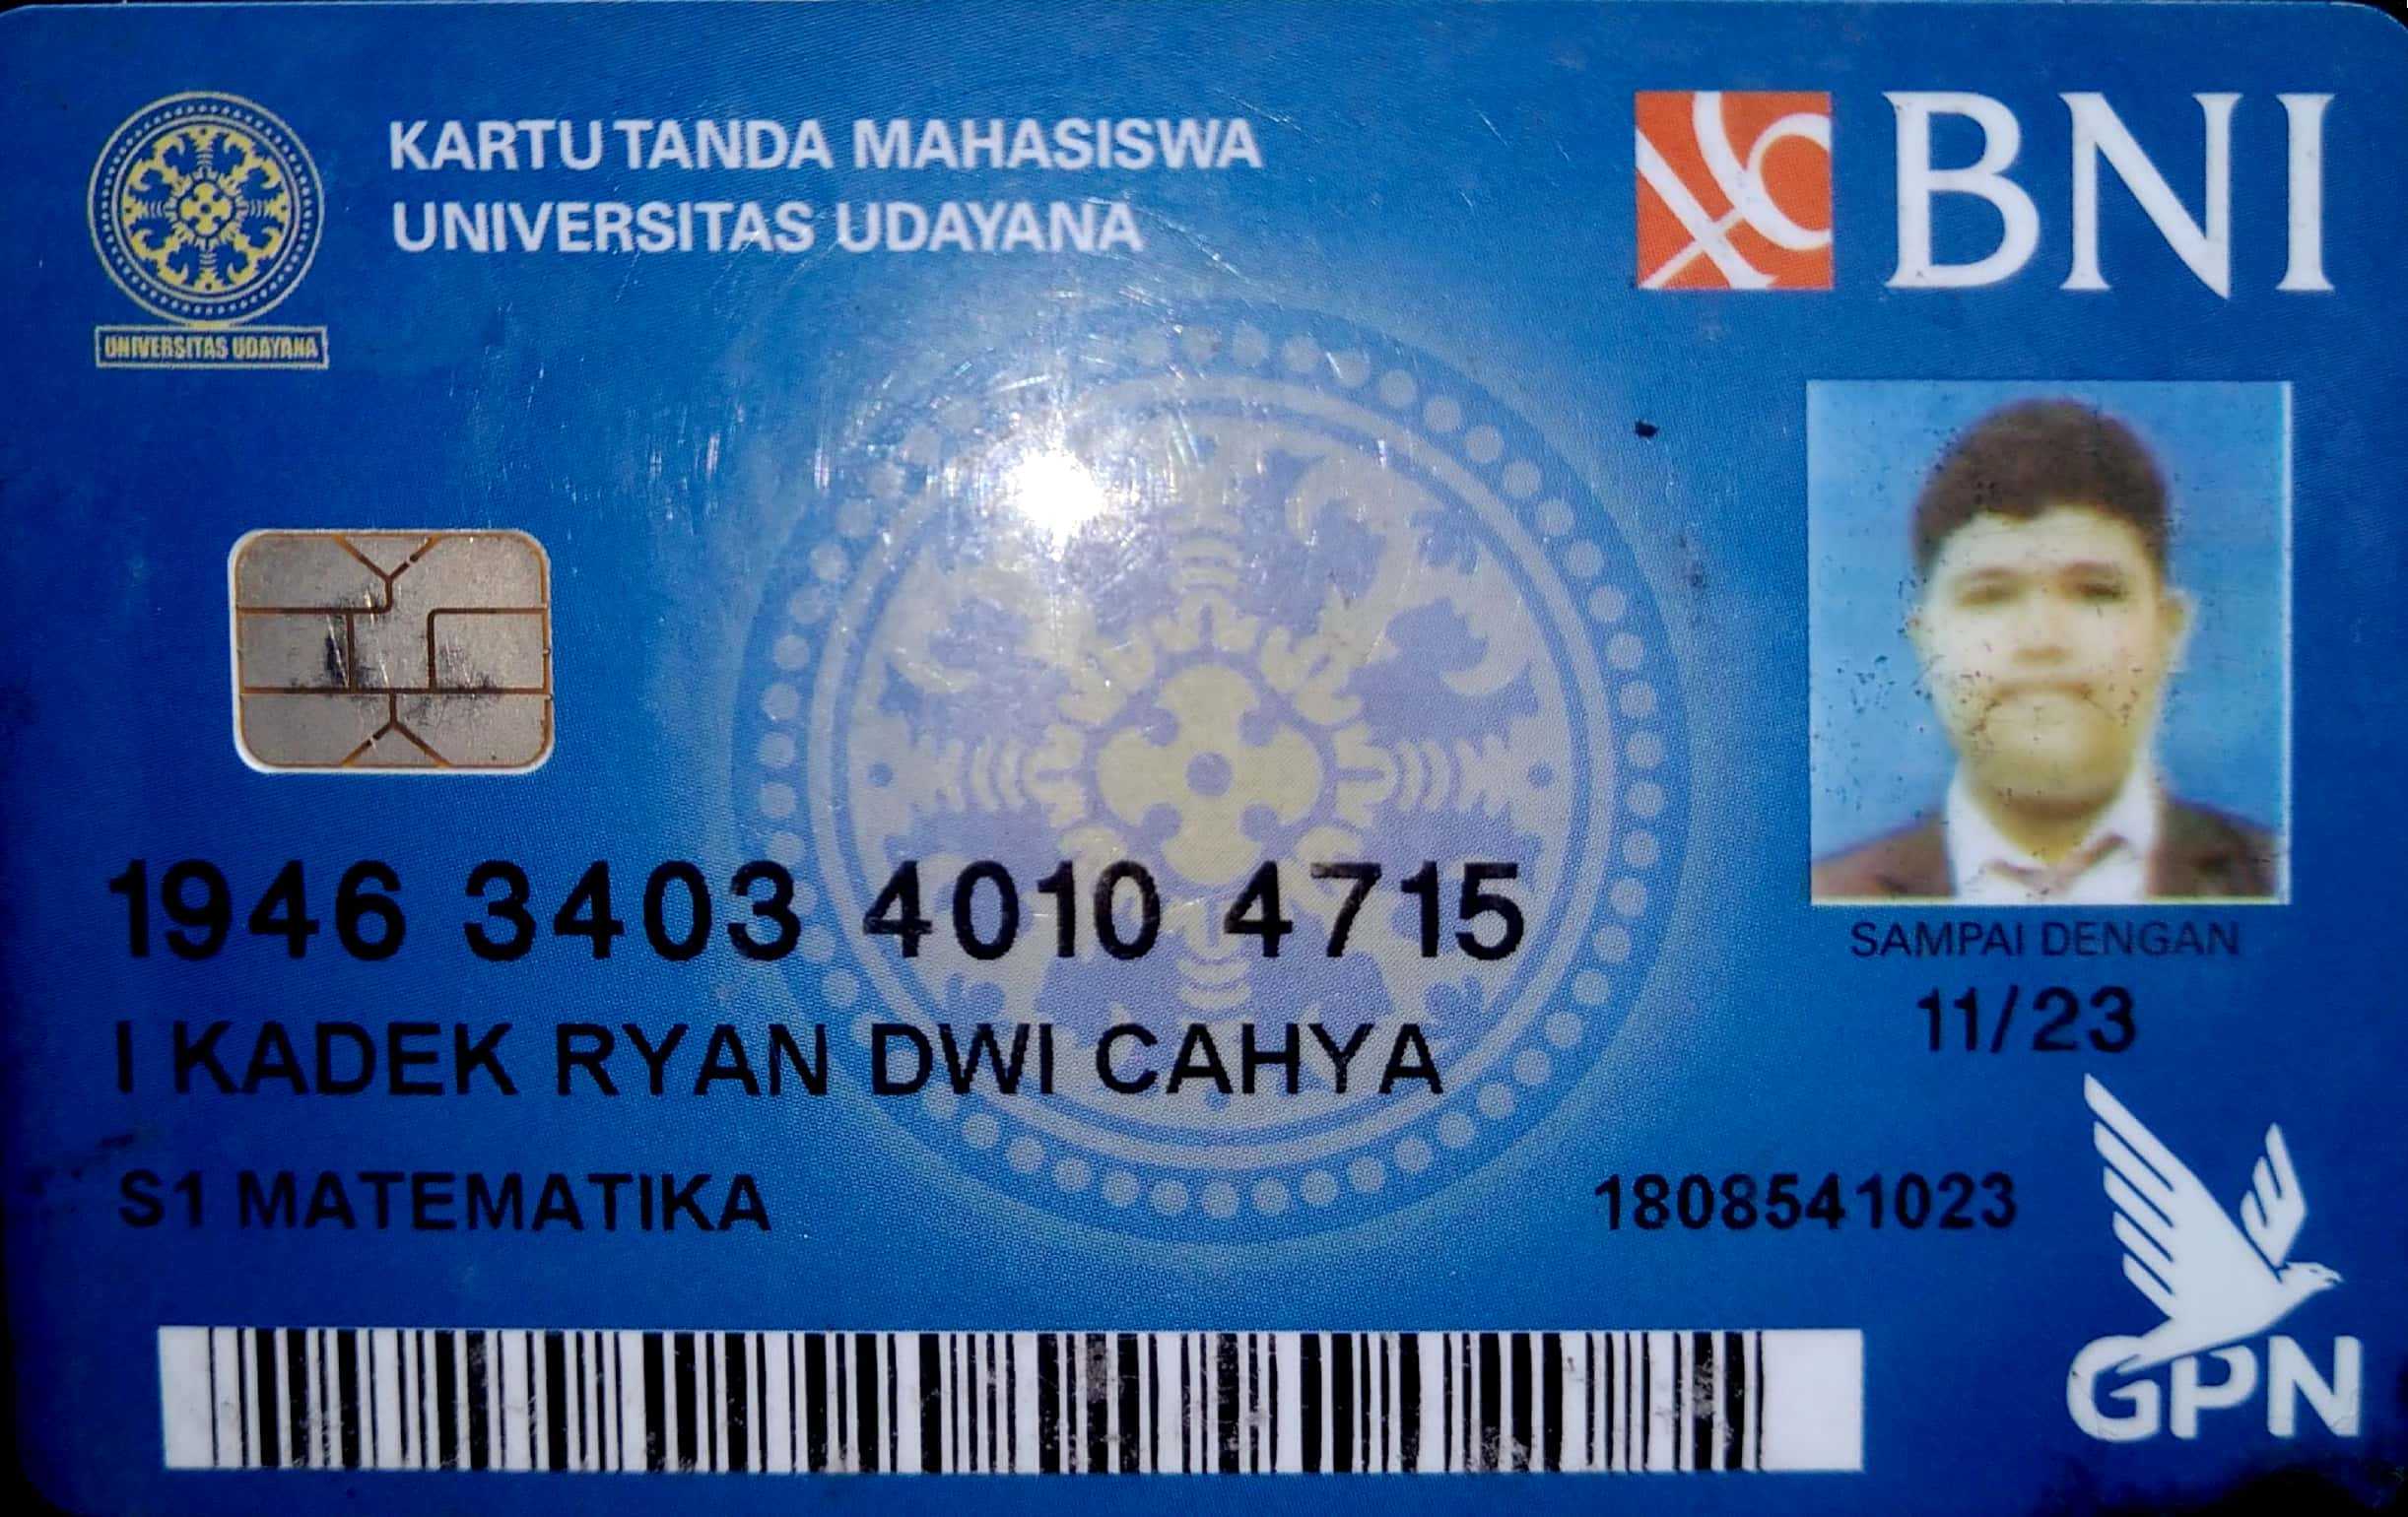 KARTU TANDA MAHASISWA
UNIVERSITAS UDAYANA
BNI
UNIVERSITAS UDAYANA
1946 3403 4010 4715
SAMPAI DENGAN
11/23
I KADEK RYAN DWI CAHYA
S1 MATEMATIKA
1808541023
GPN